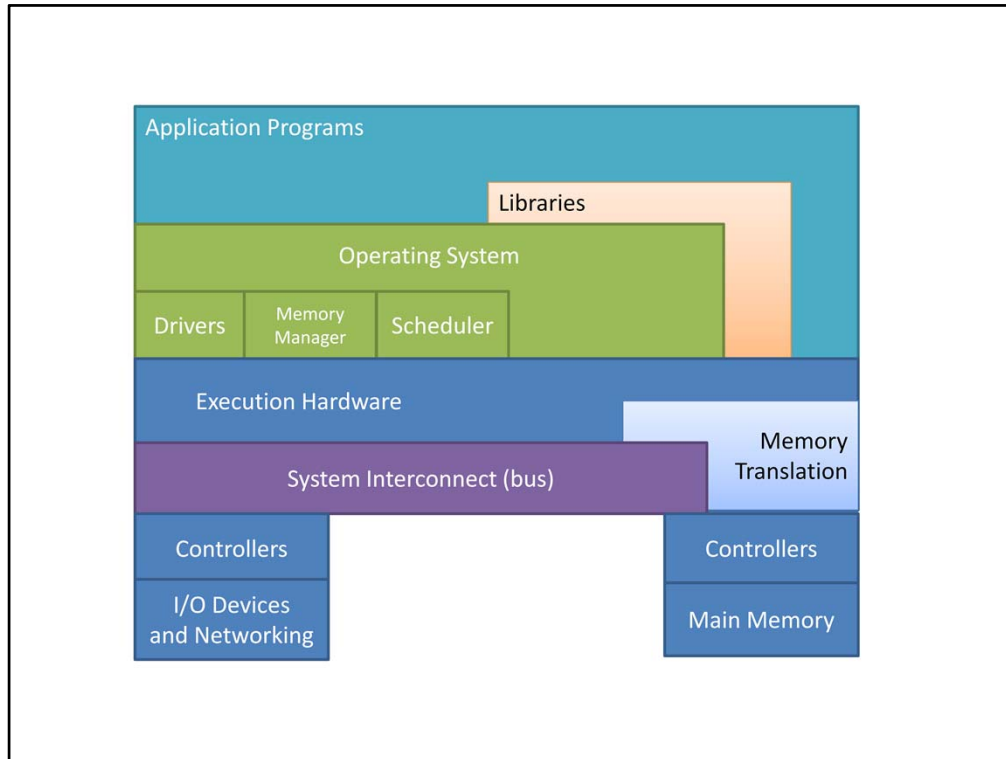 Application Programs
Libraries
Operating System
Drivers
Memory
Manager
Scheduler
Execution Hardware
Memory
Translation
System Interconnect (bus)
Controllers
Controllers
I/O Devices
and Networking
Main Memory